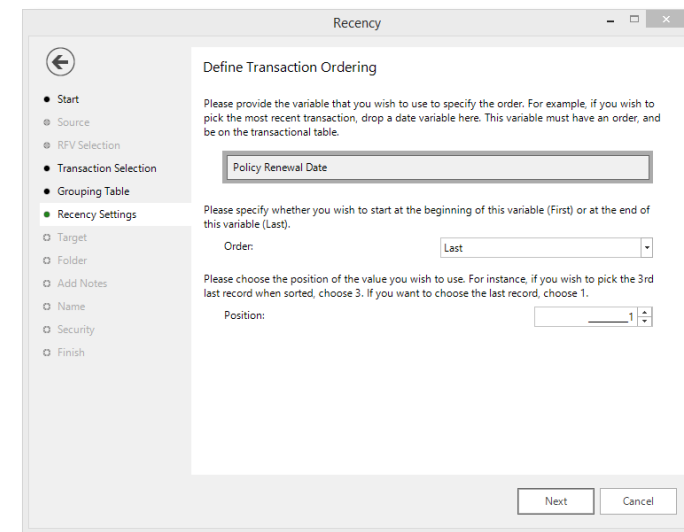 Recency
Define Transaction Ordering
Start
Source
RFV Selection
Transaction Selection
Grouping Table
Recency Settings
Target
Folder
Add Notes
Name
Security
Finish
Please provide the variable that you wish to use to specify the order. For example, if you wish to
pick the most recent transaction, drop a date variable here. This variable must have an order, and
be on the transactional table.
Policy Renewal Date
Please specify whether you wish to start at the beginning of this variable (First) or at the end of
this variable (Last).
Order: Last
Please choose the position of the value you wish to use. For instance, if you wish to pick the 3rd
last record when sorted, choose 3. If you want to choose the last record, choose 1.
Position: ______1
Next Cancel